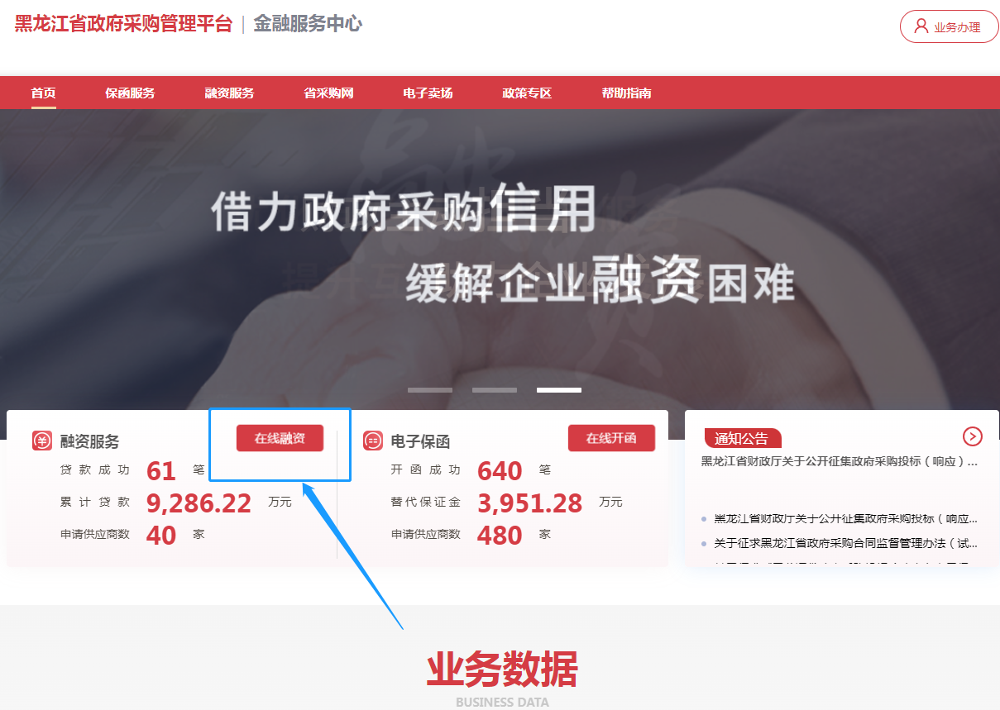 黑龙江省政府采购管理平台 | 金融服务中心
业务办理
首页 保函服务 融资服务 省采购网 电子卖场 政策专区 帮助指南
借力政府采购信用
缓解企业融资困难
融资服务 在线融资
贷款成功 61 笔
累计贷款 9,286.22 万元
申请供应商数 40 家
电子保函 在线开函
开函成功 640 笔
替代保证金 3,951.28 万元
申请供应商数 480 家
通知公告
黑龙江省财政厅关于公开征集政府采购投标（响应）...
黑龙江省财政厅关于公开征集政府采购投标（响应...
关于征求黑龙江省政府采购合同监督管理办法（试...
业务数据
BUSINESS DATA